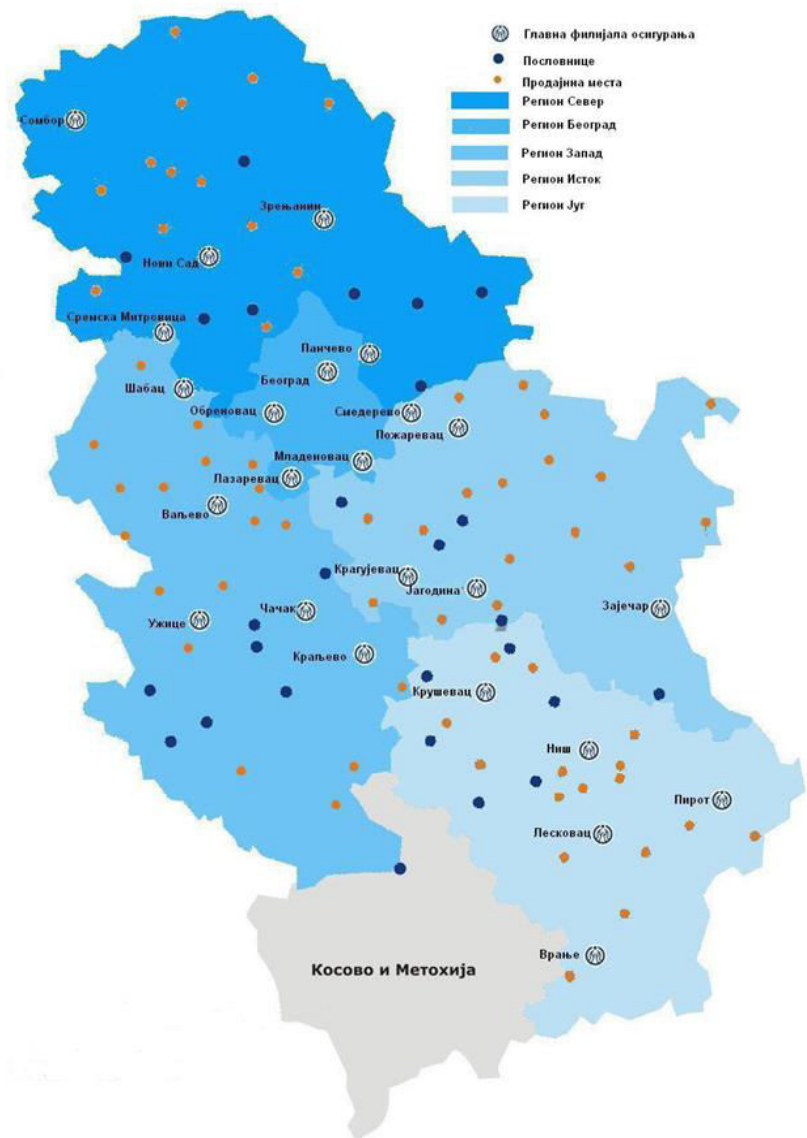 Главна филијала осигурања
Пословнице
Продајна места
Регион Север
Регион Београд
Регион Запад
Регион Исток
Регион Југ
Сомбор
Зрењанин
Нови Сад
Сремска Митровица
Панчево
Београд
Шабац
Обреновац
Смедерево
Пожаревац
Младеновац
Лазаревац
Ваљево
Крагујевац
Јагодина
Чачак
Зајечар
Ужице
Краљево
Крушевац
Ниш
Пирот
Лесковац
Врање
Косово и Метохија